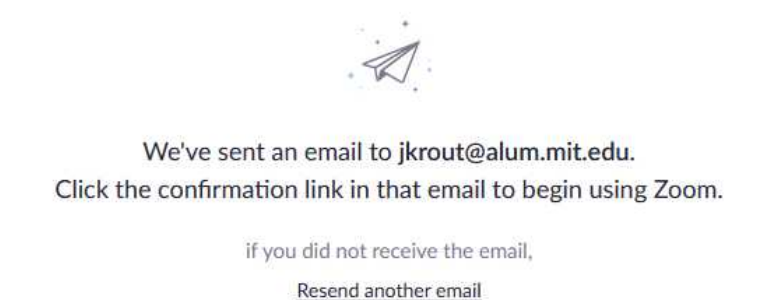 We've sent an email to jkrout@alum.mit.edu.
Click the confirmation link in that email to begin using Zoom.
if you did not receive the email,
Resend another email